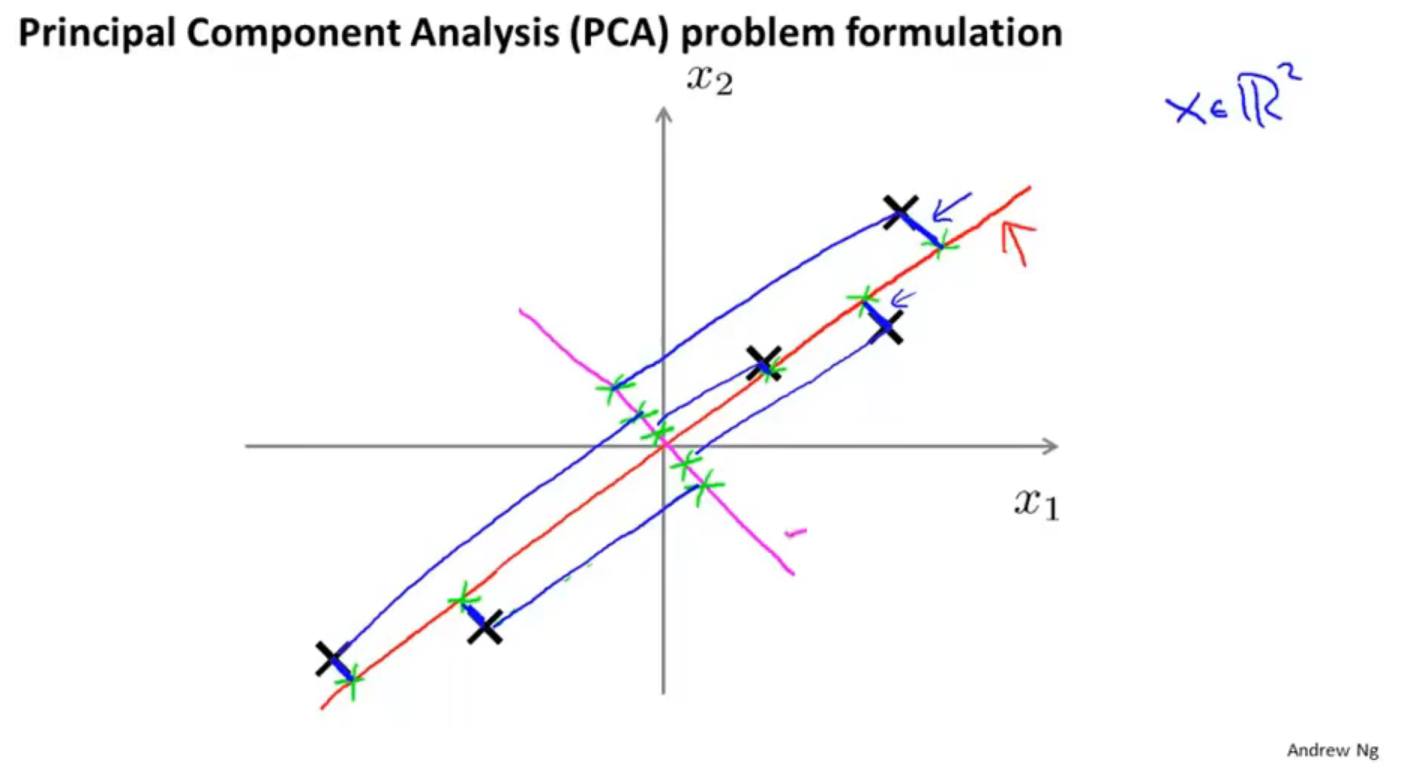 Principal Component Analysis (PCA) problem formulation
x₂
x∈ℝ²
x₁
Andrew Ng